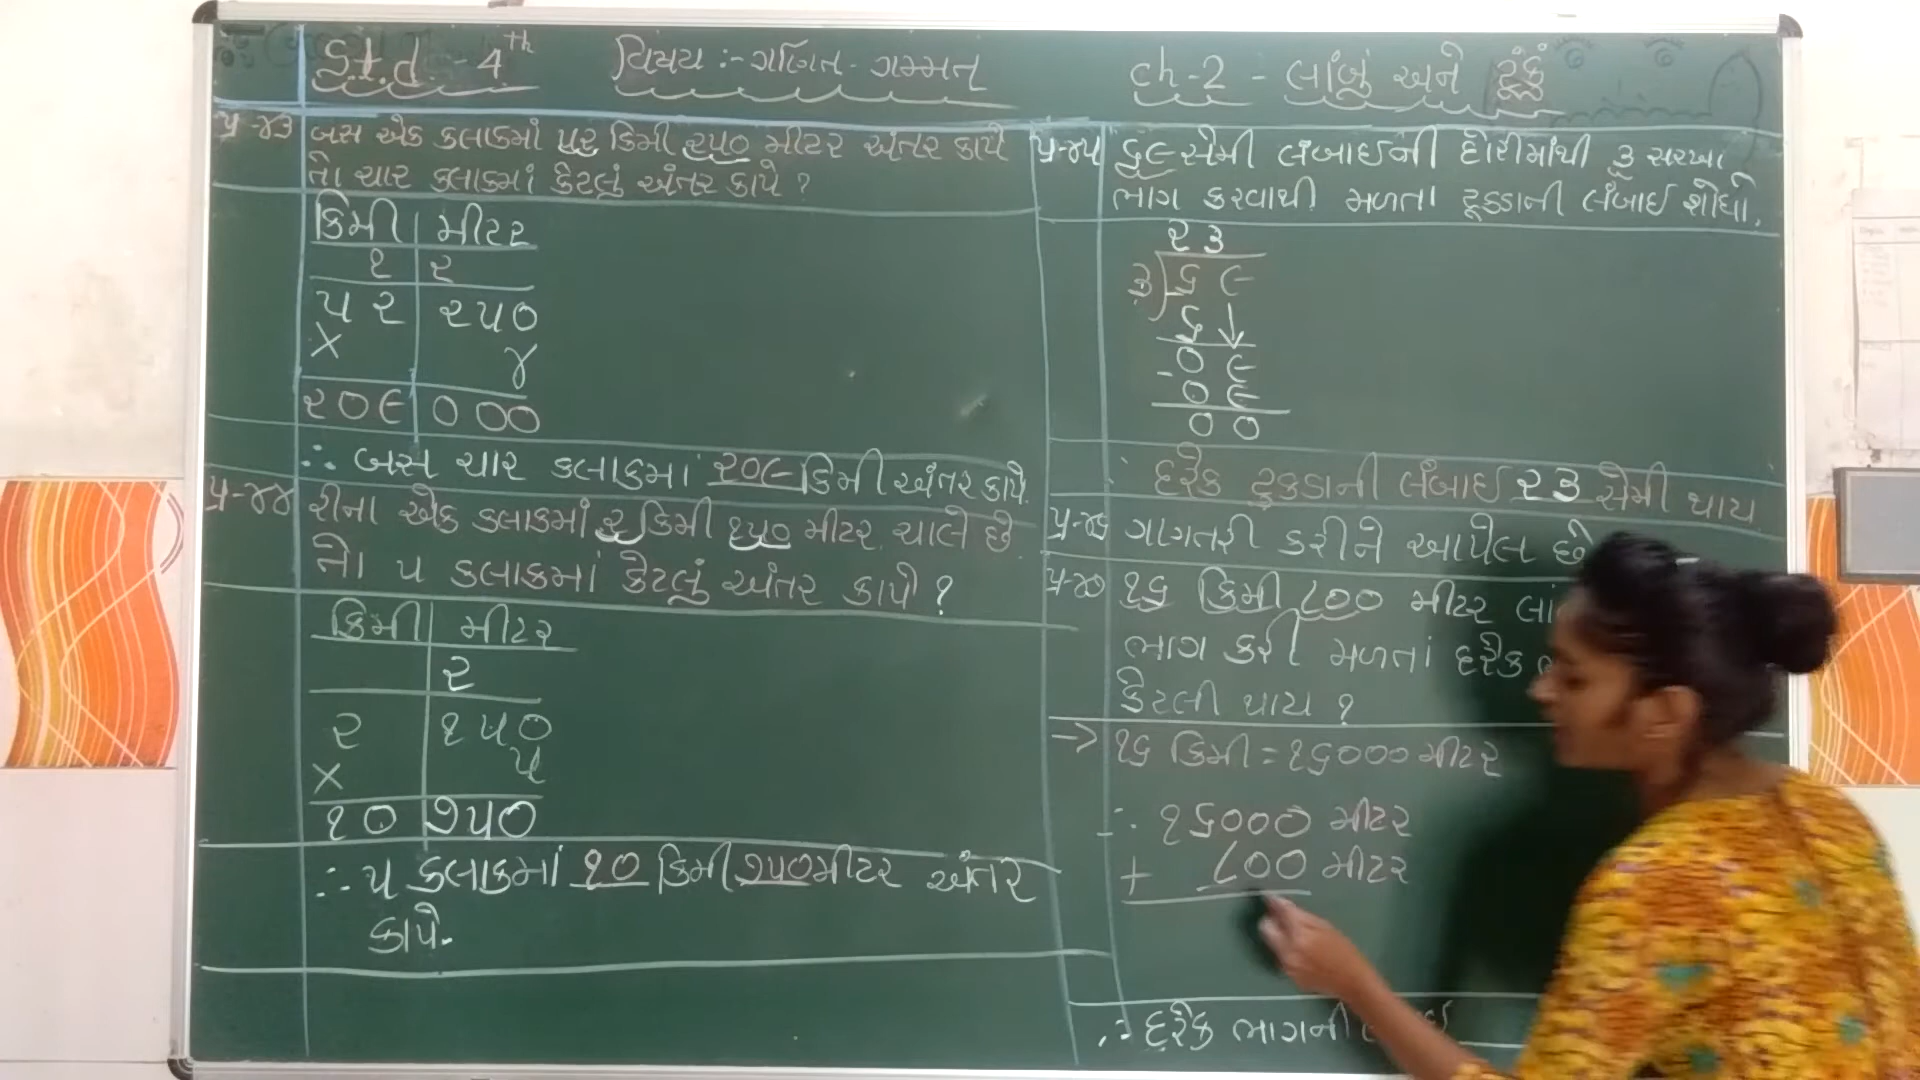 Std - 4th વિષય :- ગણિત - ગમ્મત ch-2 - લાંબુ અને ટૂંકું
પ્ર-૪૩ બસ એક કલાકમાં ૫૨ કિમી ૨૫૦ મીટર અંતર કાપે
તો ચાર કલાકમાં કેટલું અંતર કાપે ?
કિમી મીટર
૧ ૨
૫૨ ૨૫૦
× ૪
૨૦૯ ૦૦૦
∴ બસ ચાર કલાકમાં ૨૦૯ કિમી અંતર કાપે.
પ્ર-૪૪ રીના એક કલાકમાં ૨ કિમી ૧૫૦ મીટર ચાલે છે.
તો ૫ કલાકમાં કેટલું અંતર કાપે ?
કિમી મીટર
૨
૨ ૧૫૦
× ૫
૧૦ ૭૫૦
∴ ૫ કલાકમાં ૧૦ કિમી ૭૫૦ મીટર અંતર
કાપે.
પ્ર-૪૫ ૬૯ સેમી લંબાઇની દોરીમાંથી ૩ સરખા
ભાગ કરવાથી મળતા ટૂકડાની લંબાઇ શોધો.
૨૩
૩)૬૯
- ૬↓
૦૯
- ૦૯
૦૦
∴ દરેક ટુકડાની લંબાઇ ૨૩ સેમી થાય
પ્ર-૪૬ ગાગતરી કરીને આપેલ છે
પ્ર-૪૭ ૧૬ કિમી ૮૦૦ મીટર
ભાગ કરી મળતાં દરેક
કેટલી થાય ?
-> ૧૬ કિમી = ૧૬૦૦૦ મીટર
∴ ૧૬૦૦૦ મીટર
+ ૮૦૦ મીટર
∴ દરેક ભાગની